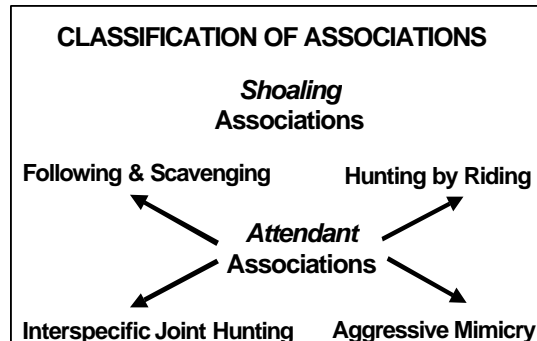 CLASSIFICATION OF ASSOCIATIONS
Shoaling
Associations
Following & Scavenging
Hunting by Riding
Attendant
Associations
Interspecific Joint Hunting
Aggressive Mimicry